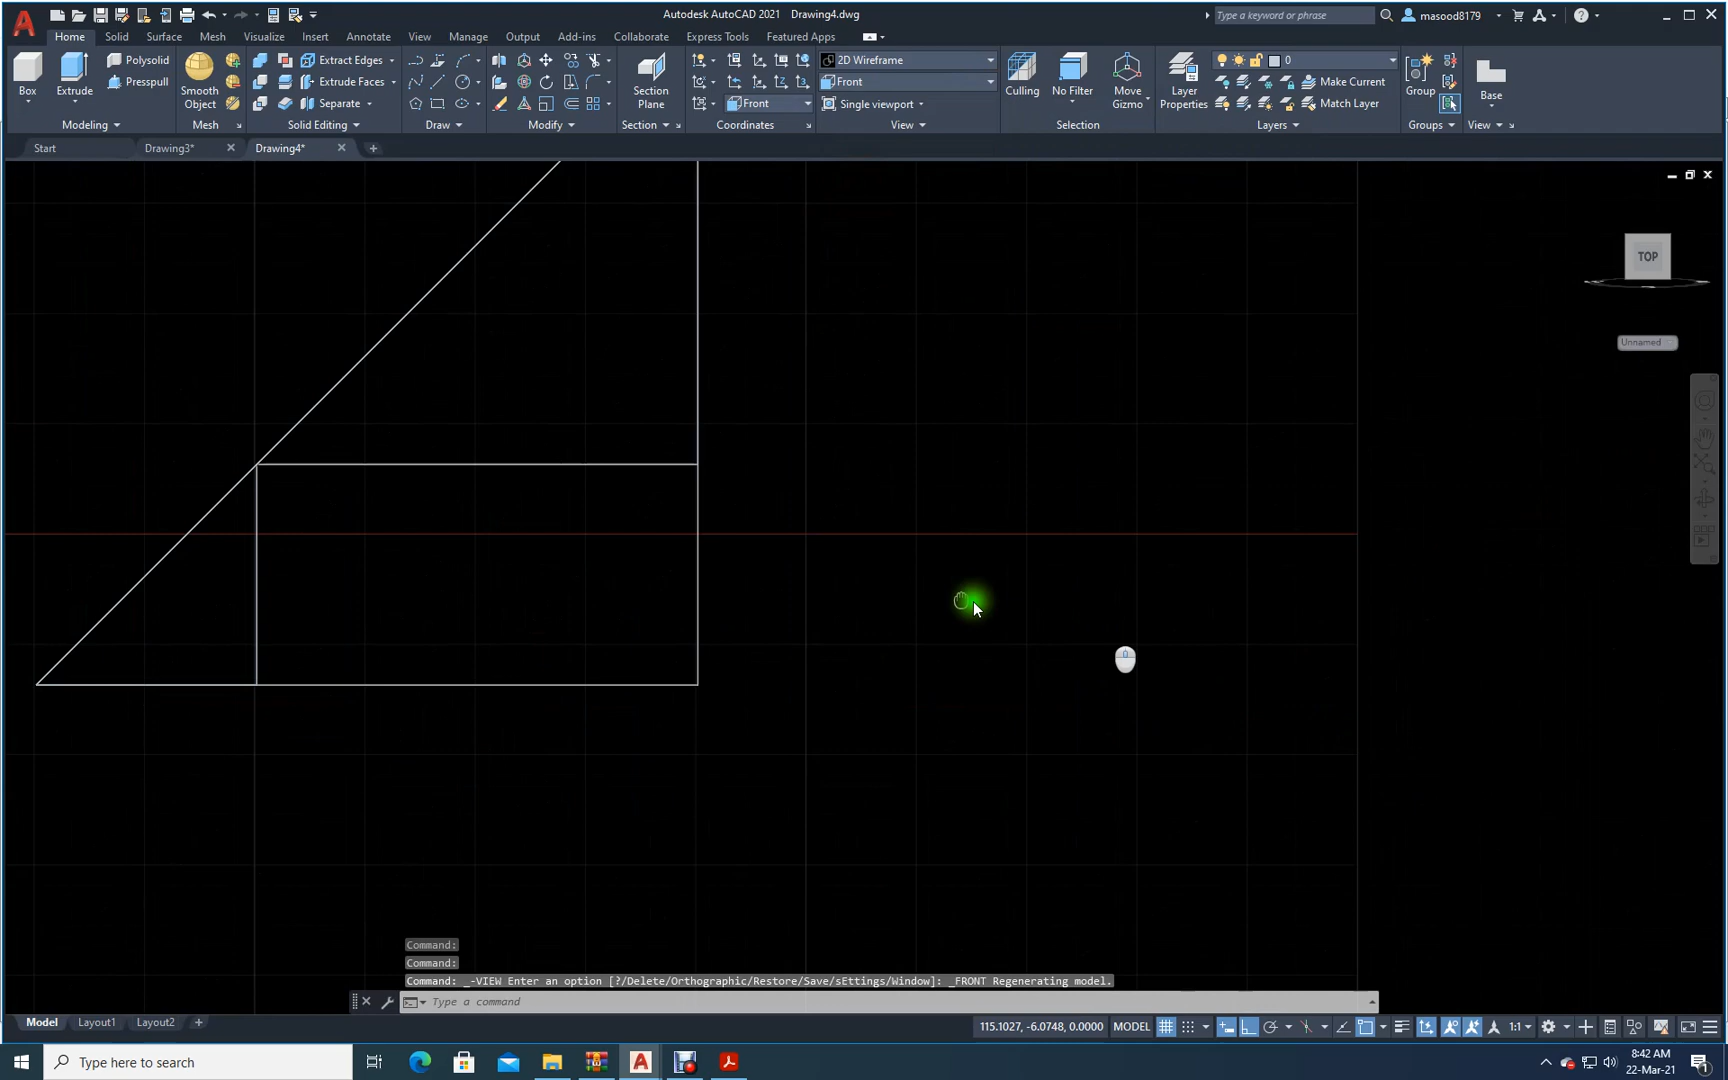 Autodesk AutoCAD 2021 Drawing4.dwg
Type a keyword or phrase
masood8179
Home Solid Surface Mesh Visualize Insert Annotate View Manage Output Add-ins Collaborate Express Tools Featured Apps
Box
Extrude
Polysolid
Presspull
Modeling
Smooth
Object
Mesh
Extract Edges
Extrude Faces
Separate
Solid Editing
Draw
Modify
Section
Plane
Section
Front
Coordinates
2D Wireframe
Front
Single viewport
View
Culling
No Filter
Move
Gizmo
Selection
Layer
Properties
0
Make Current
Match Layer
Layers
Group
Groups
Base
View
Start Drawing3* Drawing4*
TOP
Unnamed
Command:
Command:
Command: _-VIEW Enter an option [?/Delete/Orthographic/Restore/Save/sEttings/Window]: _FRONT Regenerating model.
Type a command
Model Layout1 Layout2
115.1027, -6.0748, 0.0000 MODEL 1:1
Type here to search
8:42 AM
22-Mar-21
1